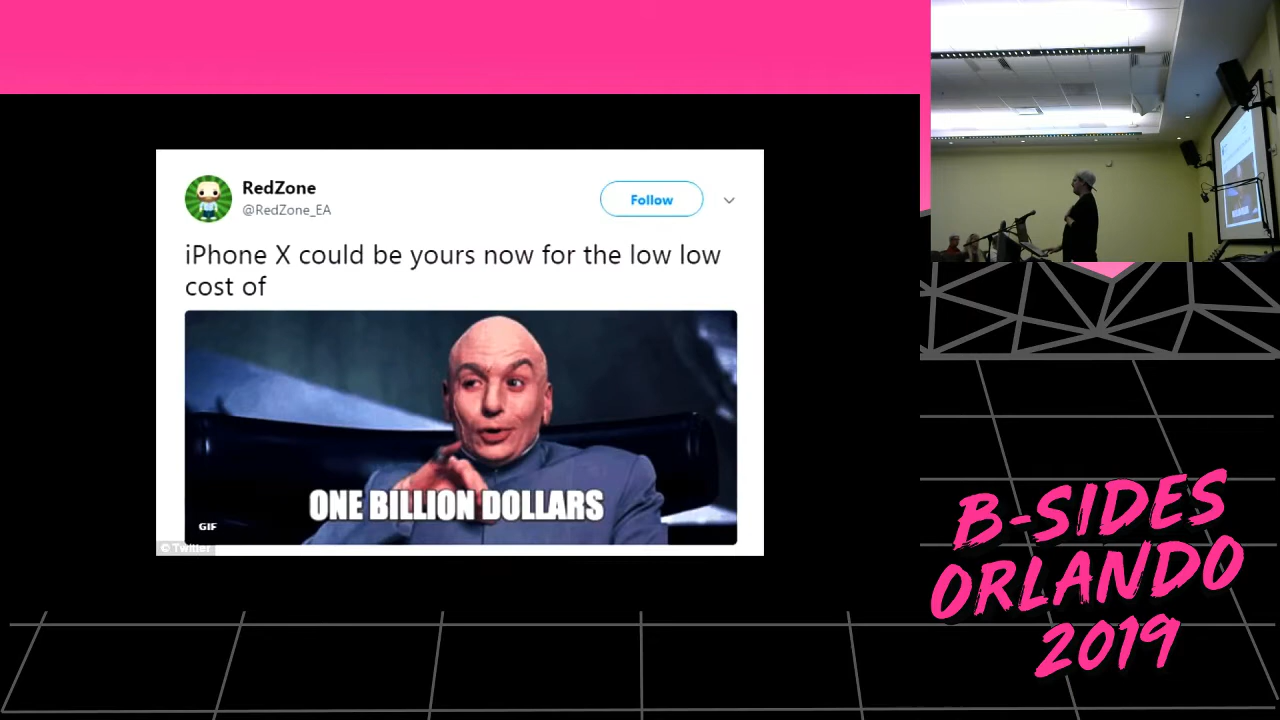 RedZone
@RedZone_EA
Follow
iPhone X could be yours now for the low low
cost of
ONE BILLION DOLLARS
GIF
© Twitter
B-SIDES
ORLANDO
2019